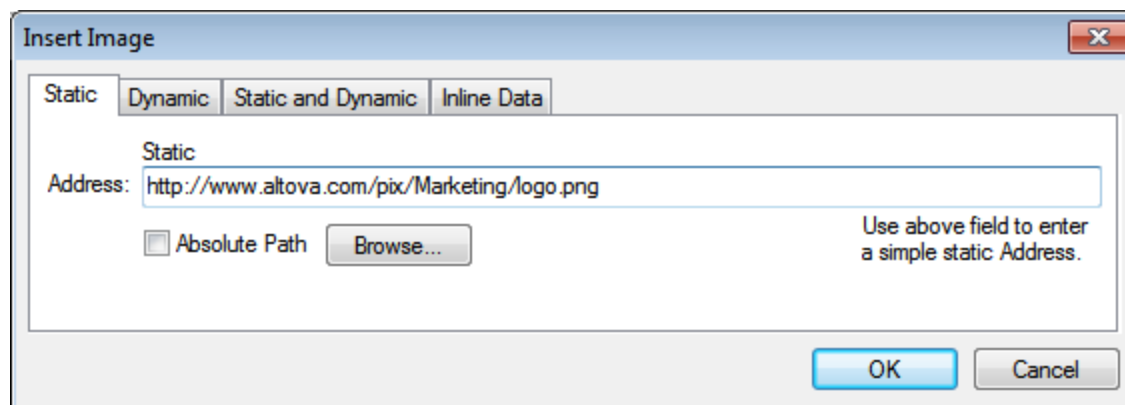 Insert Image
Static Dynamic Static and Dynamic Inline Data
Static
Address: http://www.altova.com/pix/Marketing/logo.png
Absolute Path Browse... Use above field to enter
a simple static Address.
OK Cancel